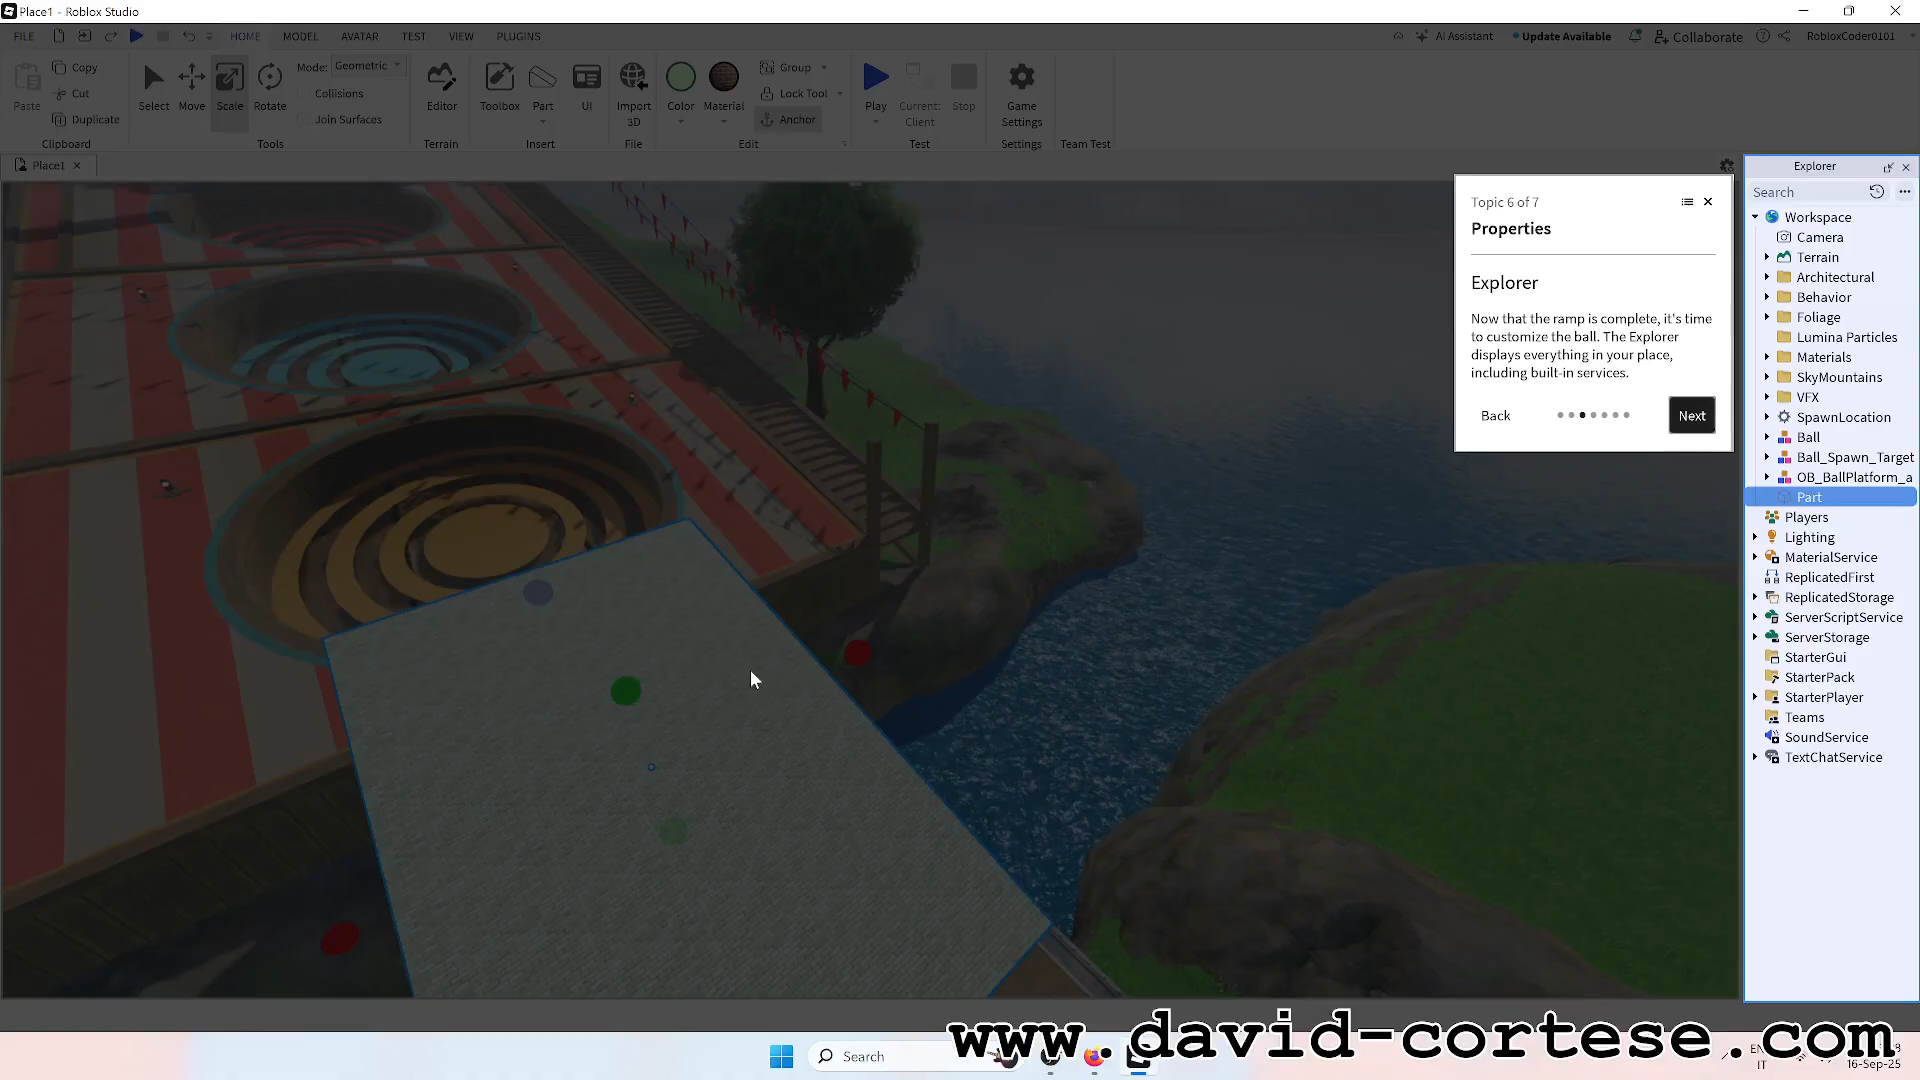 Place1 - Roblox Studio
FILE
HOME
MODEL
AVATAR
TEST
VIEW
PLUGINS
AI Assistant
Update Available
Collaborate
RobloxCoder0101
Paste
Copy
Cut
Duplicate
Clipboard
Select
Move
Scale
Rotate
Mode: Geometric
Collisions
Join Surfaces
Tools
Editor
Terrain
Toolbox
Part
UI
Insert
Import
3D
File
Color
Material
Group
Lock Tool
Anchor
Edit
Play
Current:
Client
Stop
Test
Game
Settings
Settings
Team Test
Place1
Topic 6 of 7
Properties
Explorer
Now that the ramp is complete, it's time
to customize the ball. The Explorer
displays everything in your place,
including built-in services.
Back
Next
Explorer
Search
Workspace
Camera
Terrain
Architectural
Behavior
Foliage
Lumina Particles
Materials
SkyMountains
VFX
SpawnLocation
Ball
Ball_Spawn_Target
OB_BallPlatform_a
Part
Players
Lighting
MaterialService
ReplicatedFirst
ReplicatedStorage
ServerScriptService
ServerStorage
StarterGui
StarterPack
StarterPlayer
Teams
SoundService
TextChatService
www.david-cortese.com
Search
IT
16-Sep-25